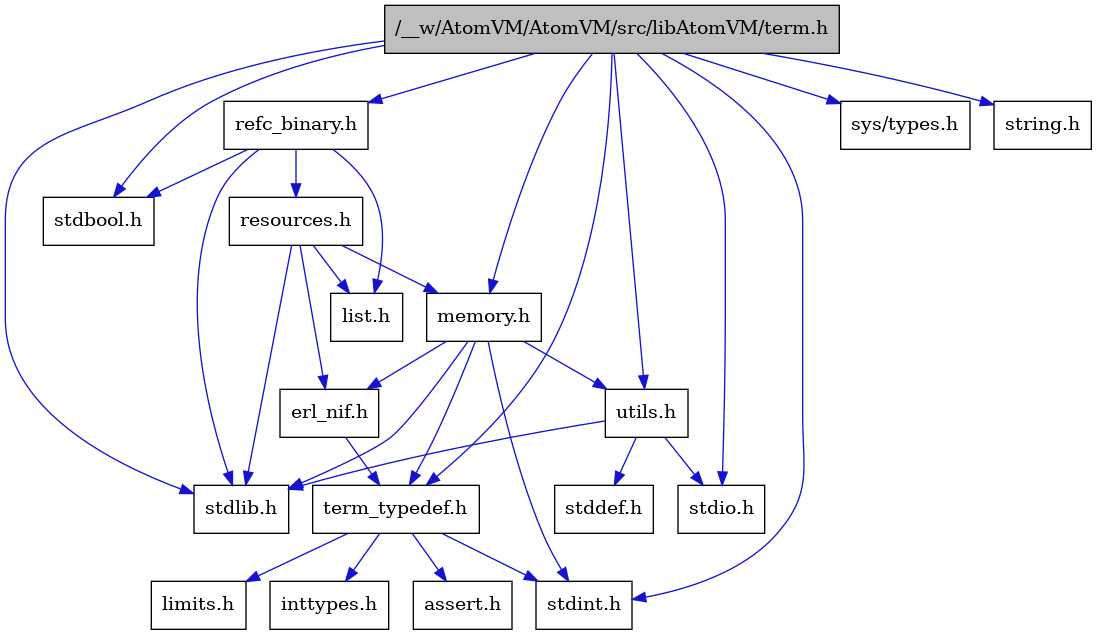 /__w/AtomVM/AtomVM/src/libAtomVM/term.h
refc_binary.h
sys/types.h
string.h
stdbool.h
resources.h
list.h
memory.h
erl_nif.h
utils.h
stdlib.h
term_typedef.h
stddef.h
stdio.h
limits.h
inttypes.h
assert.h
stdint.h